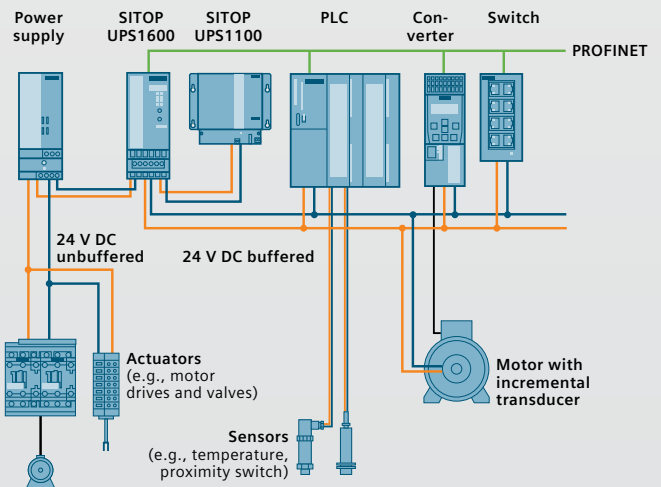 Power
supply
SITOP
UPS1600
SITOP
UPS1100
PLC
Con-
verter
Switch
PROFINET
24 V DC
unbuffered
24 V DC buffered
Actuators
(e.g., motor
drives and valves)
Motor with
incremental
transducer
Sensors
(e.g., temperature,
proximity switch)